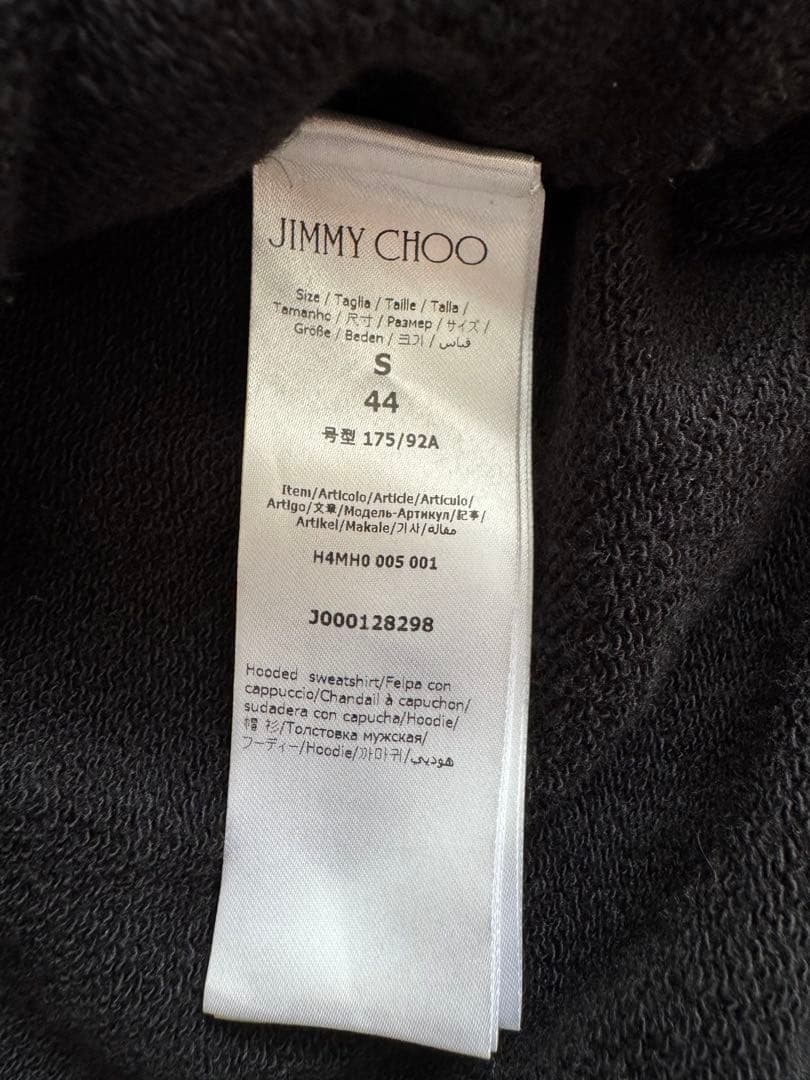 JIMMY CHOO
Size / Taglia / Taille / Talla /
Tamanho / 尺寸 / Размер / サイズ /
Größe / Beden / 크기 / قياس
S
44
号型 175/92A
Item/Articolo/Article/Articulo/
Artigo/文章/Модель-Артикул/記事/
Artikel/Makale/기사/مقالة
H4MH0 005 001
J000128298
Hooded sweatshirt/Felpa con
cappuccio/Chandail à capuchon/
sudadera con capucha/Hoodie/
帽 衫/Толстовка мужская/
フーディー/Hoodie/까마귀/هوديي